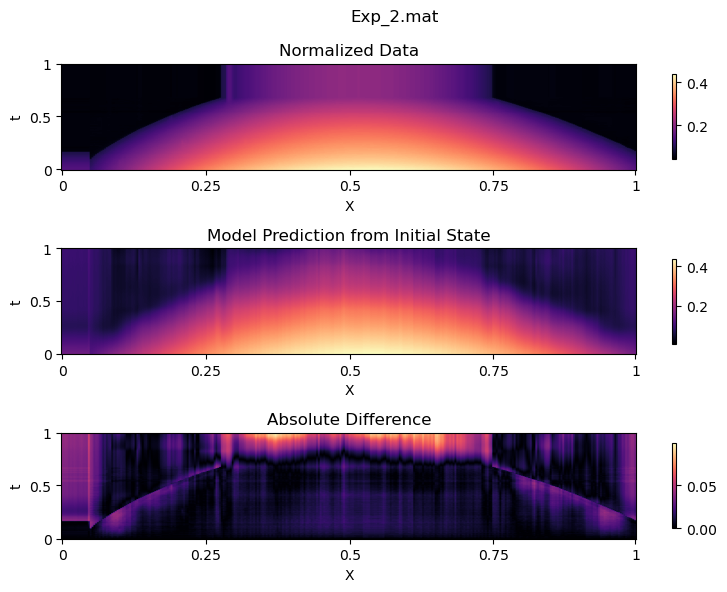 Exp_2.mat
Normalized Data
1
0.5
0
t
0 0.25 0.5 0.75 1
X
0.4
0.2
Model Prediction from Initial State
1
0.5
0
t
0 0.25 0.5 0.75 1
X
0.4
0.2
Absolute Difference
1
0.5
0
t
0 0.25 0.5 0.75 1
X
0.05
0.00